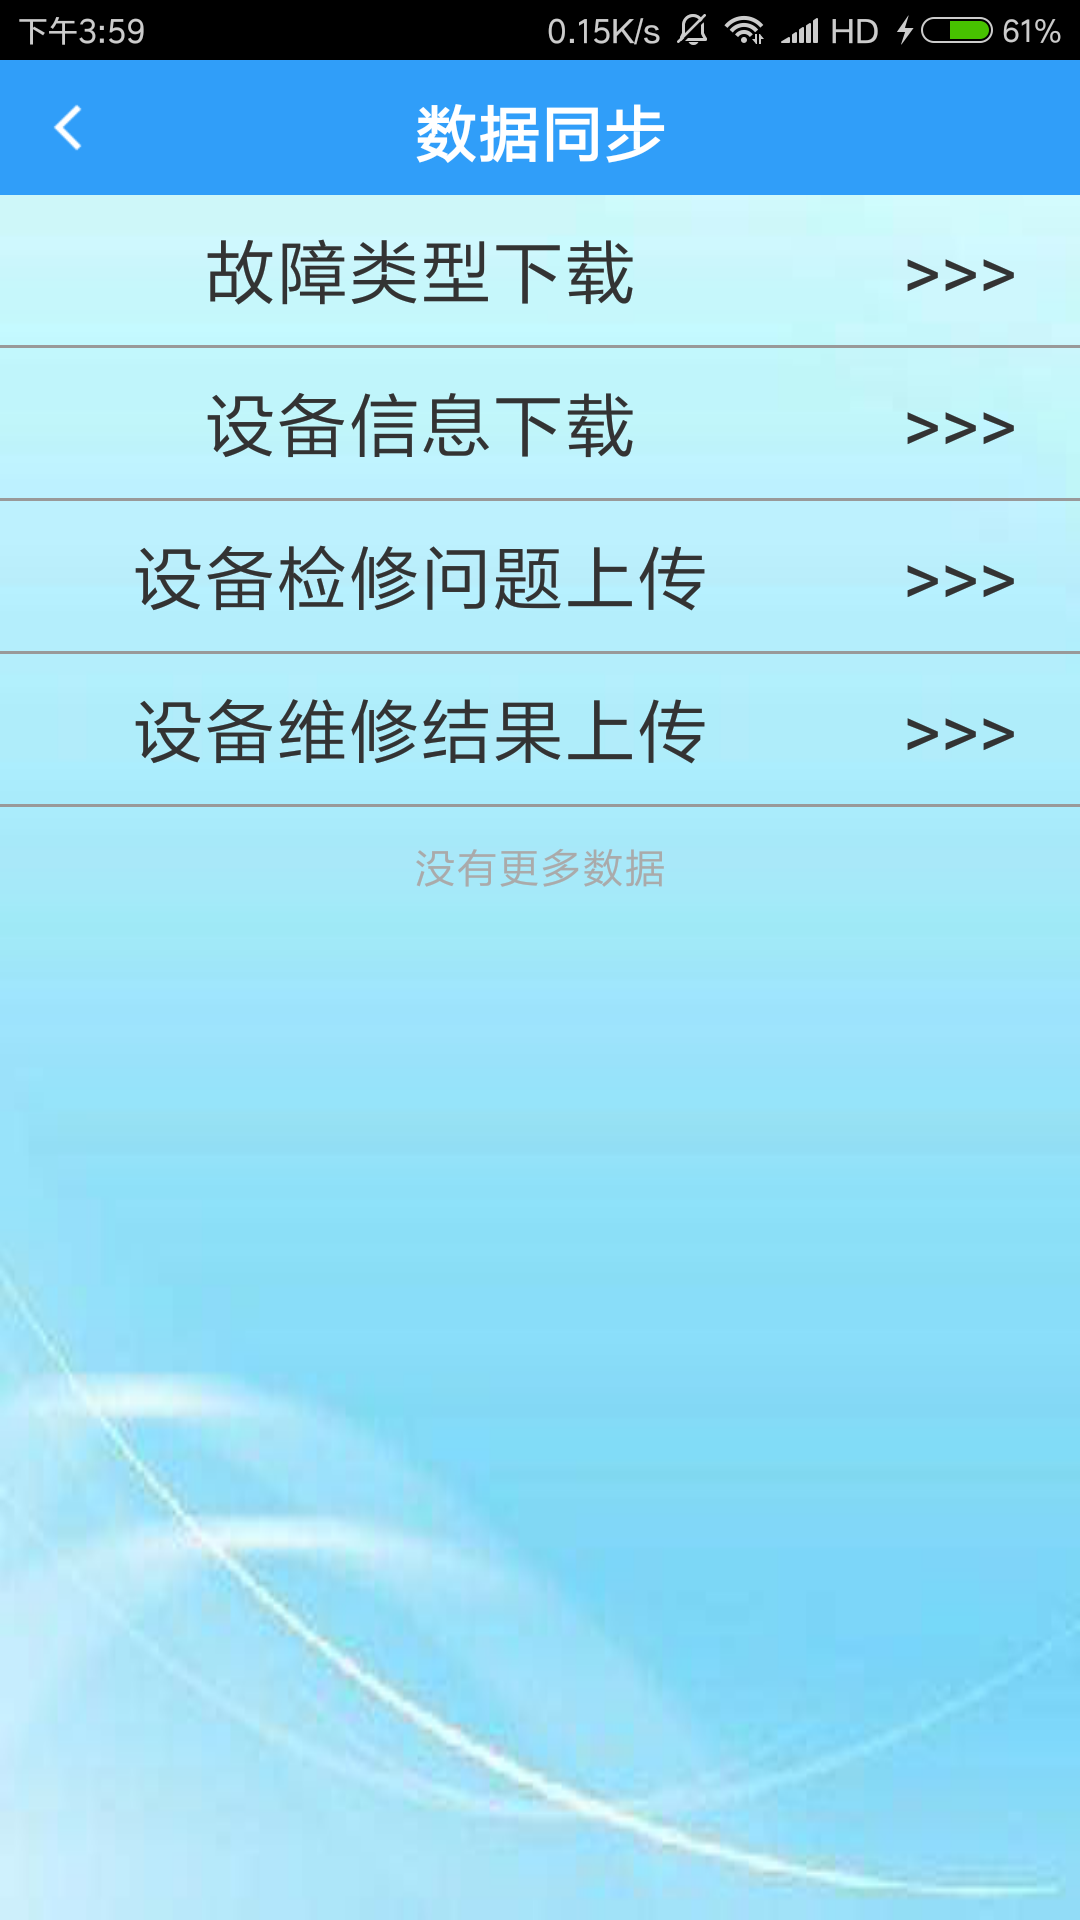 下午3:59 0.15K/s HD 61%
数据同步
故障类型下载 >>>
设备信息下载 >>>
设备检修问题上传 >>>
设备维修结果上传 >>>
没有更多数据